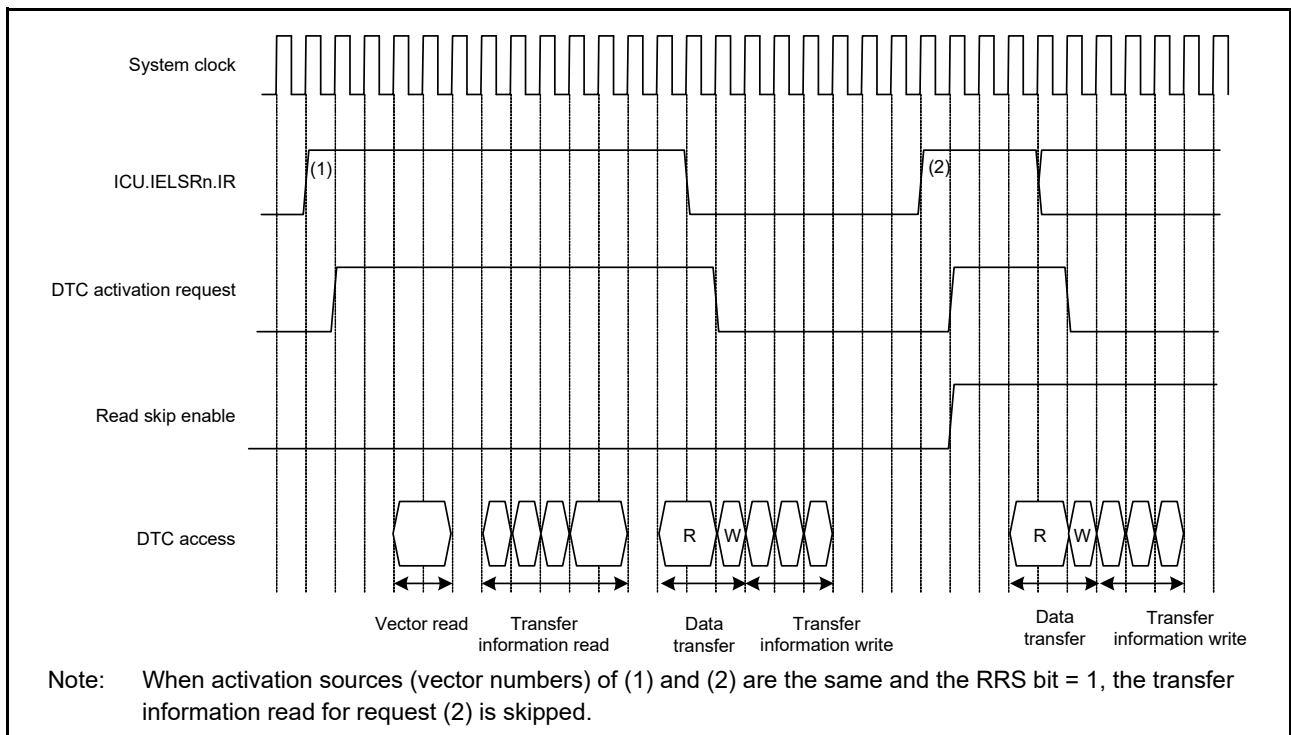 System clock
ICU.IELSRn.IR
(1)
(2)
DTC activation request
Read skip enable
DTC access
R
W
R
W
Vector read
Transfer
information read
Data
transfer
Transfer
information write
Data
transfer
Transfer
information write
Note: When activation sources (vector numbers) of (1) and (2) are the same and the RRS bit = 1, the transfer
information read for request (2) is skipped.